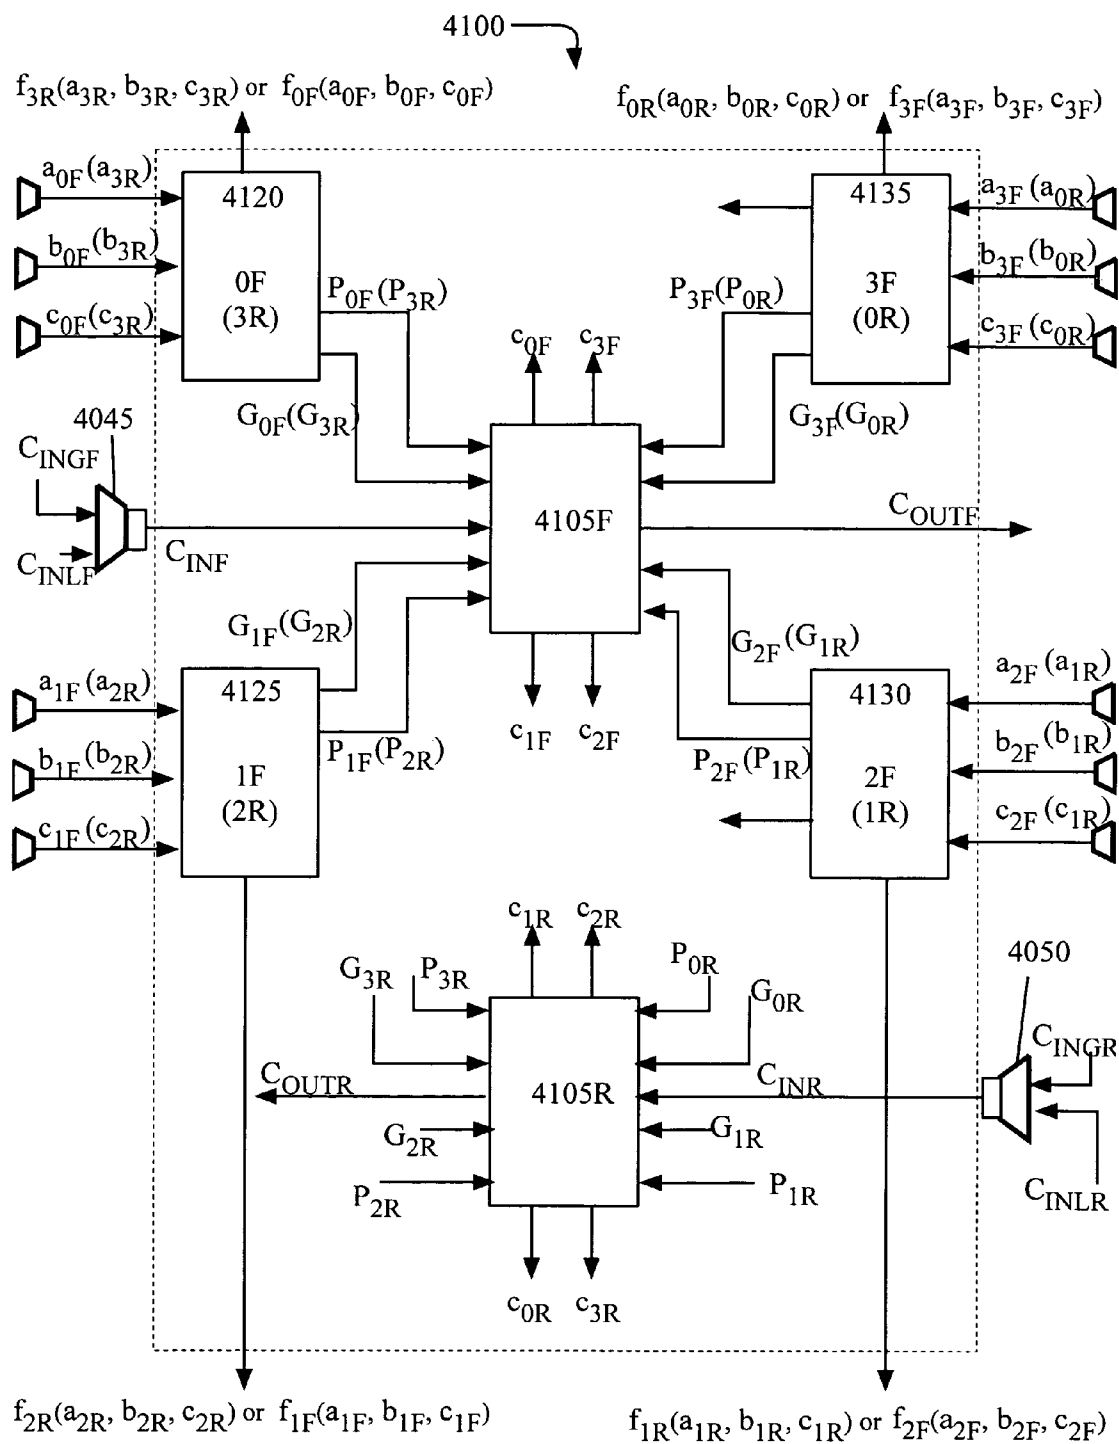 4100
f3R(a3R, b3R, c3R) or f0F(a0F, b0F, c0F)
f0R(a0R, b0R, c0R) or f3F(a3F, b3F, c3F)
a0F(a3R)
b0F(b3R)
c0F(c3R)
4120
0F
(3R)
P0F(P3R)
G0F(G3R)
4135
3F
(0R)
P3F(P0R)
G3F(G0R)
a3F(a0R)
b3F(b0R)
c3F(c0R)
c0F
c3F
4045
CINGF
CINLF
CINF
4105F
COUTF
G1F(G2R)
P1F(P2R)
G2F(G1R)
P2F(P1R)
c1F
c2F
a1F(a2R)
b1F(b2R)
c1F(c2R)
4125
1F
(2R)
4130
2F
(1R)
a2F(a1R)
b2F(b1R)
c2F(c1R)
c1R
c2R
G3R
P3R
P0R
G0R
4050
CINGR
CINLR
COUTR
4105R
CINR
G2R
G1R
P2R
P1R
c0R
c3R
f2R(a2R, b2R, c2R) or f1F(a1F, b1F, c1F)
f1R(a1R, b1R, c1R) or f2F(a2F, b2F, c2F)